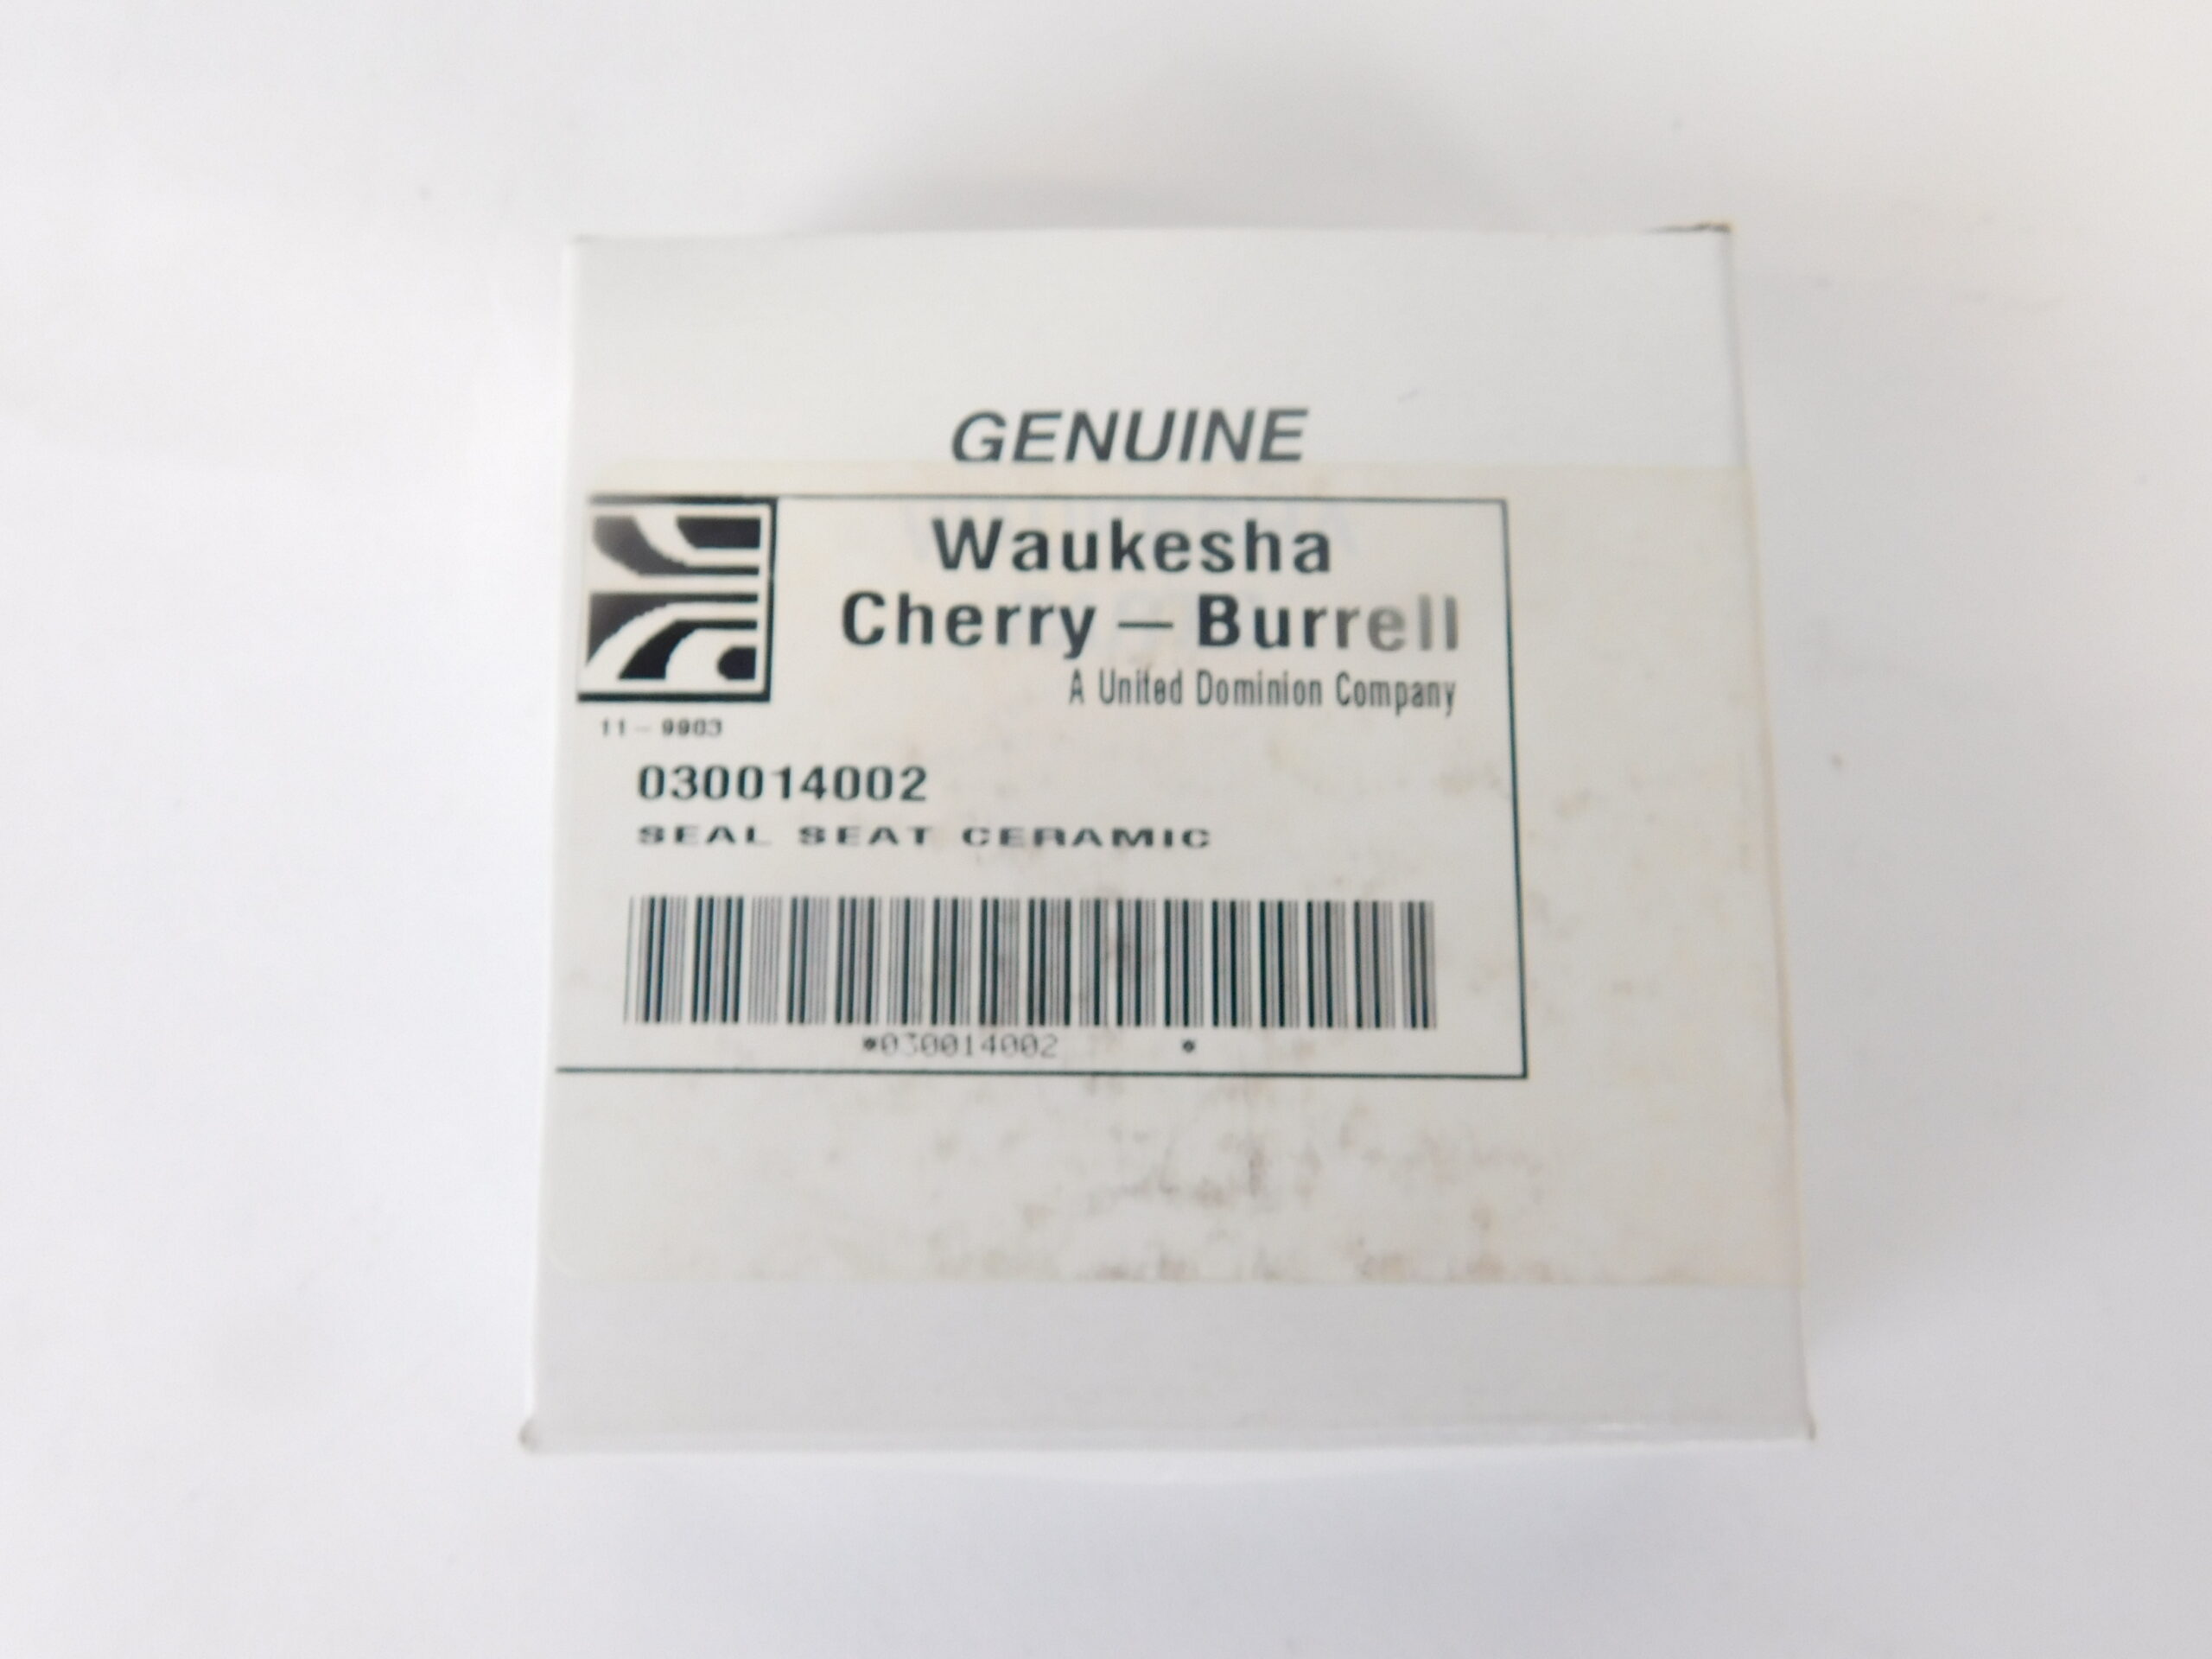 GENUINE
Waukesha
Cherry — Burrell
A United Dominion Company
11 - 9903
030014002
SEAL SEAT CERAMIC
*030014002 *